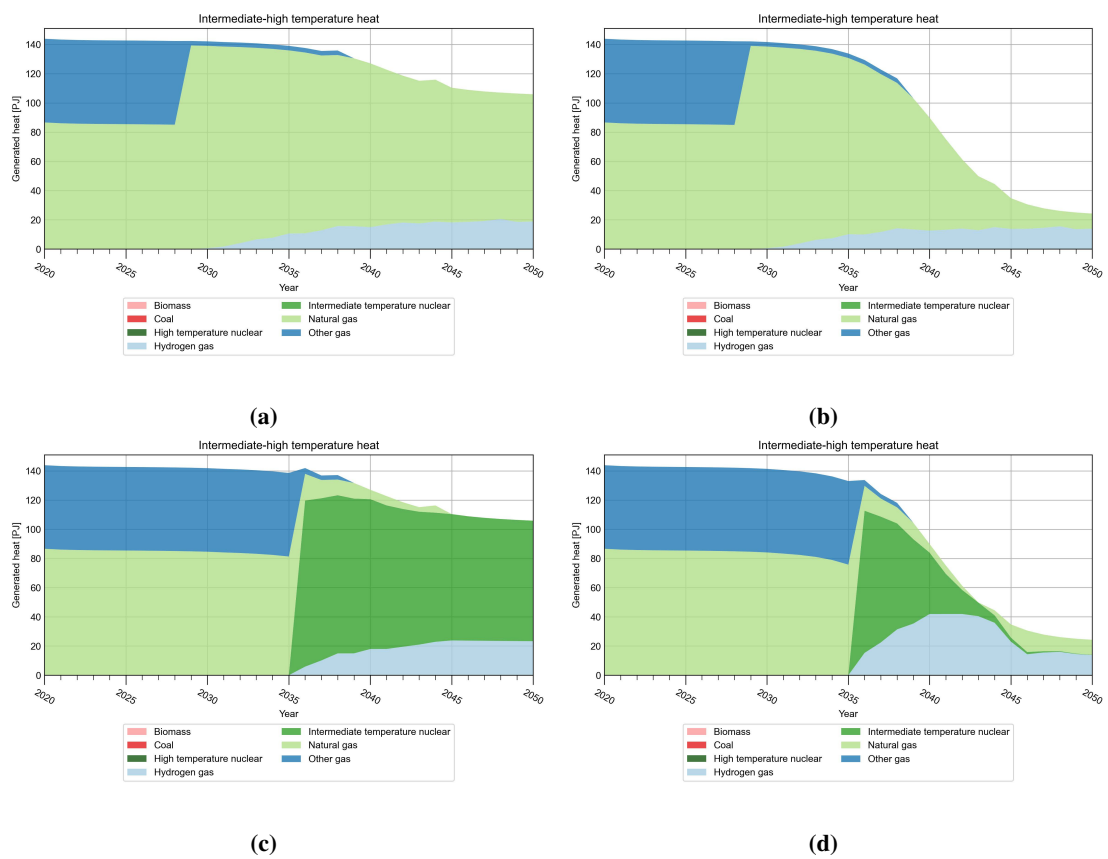 Intermediate-high temperature heat
Generated heat [PJ]
140
120
100
80
60
40
20
0
2020 2025 2030 2035 2040 2045 2050
Year
Biomass
Coal
High temperature nuclear
Hydrogen gas
Intermediate temperature nuclear
Natural gas
Other gas
(a)
Intermediate-high temperature heat
Generated heat [PJ]
140
120
100
80
60
40
20
0
2020 2025 2030 2035 2040 2045 2050
Year
Biomass
Coal
High temperature nuclear
Hydrogen gas
Intermediate temperature nuclear
Natural gas
Other gas
(b)
Intermediate-high temperature heat
Generated heat [PJ]
140
120
100
80
60
40
20
0
2020 2025 2030 2035 2040 2045 2050
Year
Biomass
Coal
High temperature nuclear
Hydrogen gas
Intermediate temperature nuclear
Natural gas
Other gas
(c)
Intermediate-high temperature heat
Generated heat [PJ]
140
120
100
80
60
40
20
0
2020 2025 2030 2035 2040 2045 2050
Year
Biomass
Coal
High temperature nuclear
Hydrogen gas
Intermediate temperature nuclear
Natural gas
Other gas
(d)